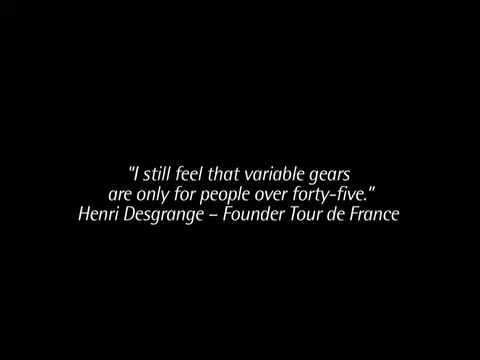 "I still feel that variable gears
are only for people over forty-five."
Henri Desgrange – Founder Tour de France